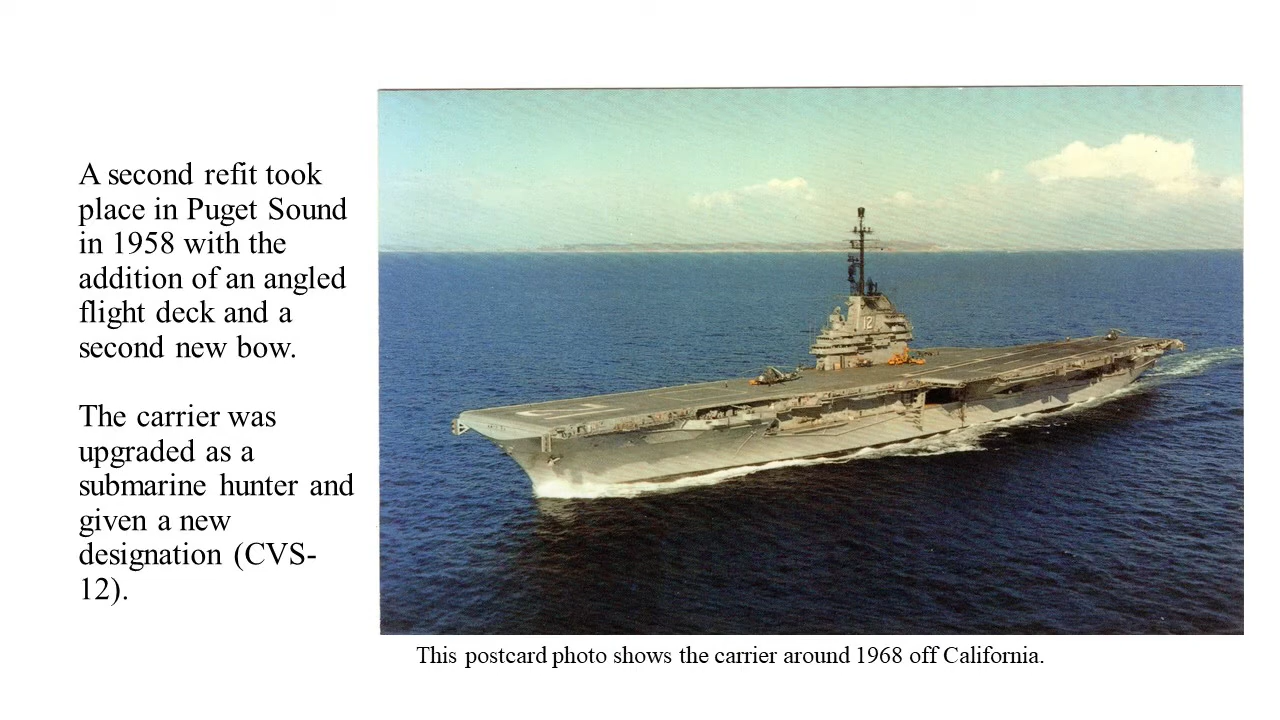 A second refit took
place in Puget Sound
in 1958 with the
addition of an angled
flight deck and a
second new bow.
The carrier was
upgraded as a
submarine hunter and
given a new
designation (CVS-
12).
12
This postcard photo shows the carrier around 1968 off California.